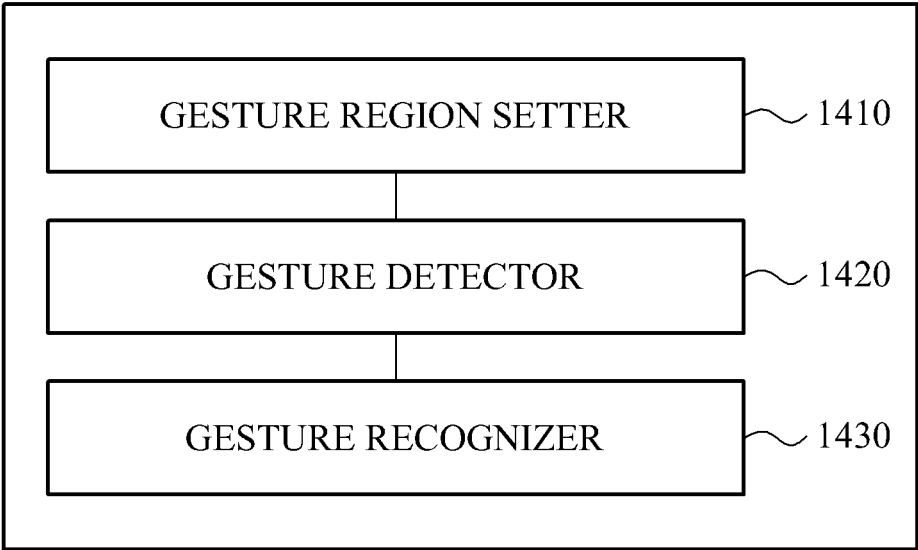 GESTURE REGION SETTER 1410
GESTURE DETECTOR 1420
GESTURE RECOGNIZER 1430